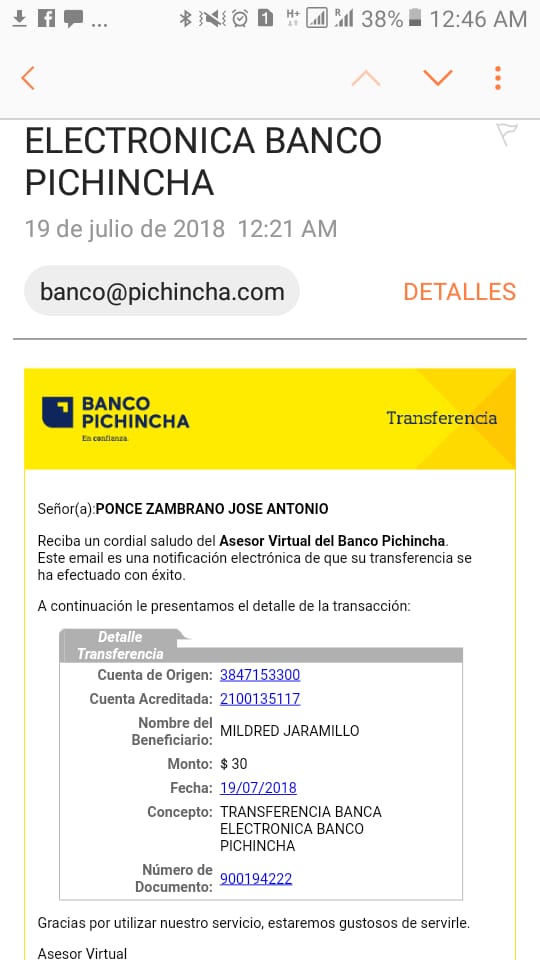 ... 1 H+ R 38% 12:46 AM
ELECTRONICA BANCO
PICHINCHA
19 de julio de 2018 12:21 AM
banco@pichincha.com DETALLES
BANCO
PICHINCHA
En confianza.
Transferencia
Señor(a):PONCE ZAMBRANO JOSE ANTONIO
Reciba un cordial saludo del Asesor Virtual del Banco Pichincha.
Este email es una notificación electrónica de que su transferencia se
ha efectuado con éxito.
A continuación le presentamos el detalle de la transacción:
Detalle
Transferencia
Cuenta de Origen: 3847153300
Cuenta Acreditada: 2100135117
Nombre del
Beneficiario: MILDRED JARAMILLO
Monto: $ 30
Fecha: 19/07/2018
Concepto: TRANSFERENCIA BANCA
ELECTRONICA BANCO
PICHINCHA
Número de
Documento: 900194222
Gracias por utilizar nuestro servicio, estaremos gustosos de servirle.
Asesor Virtual